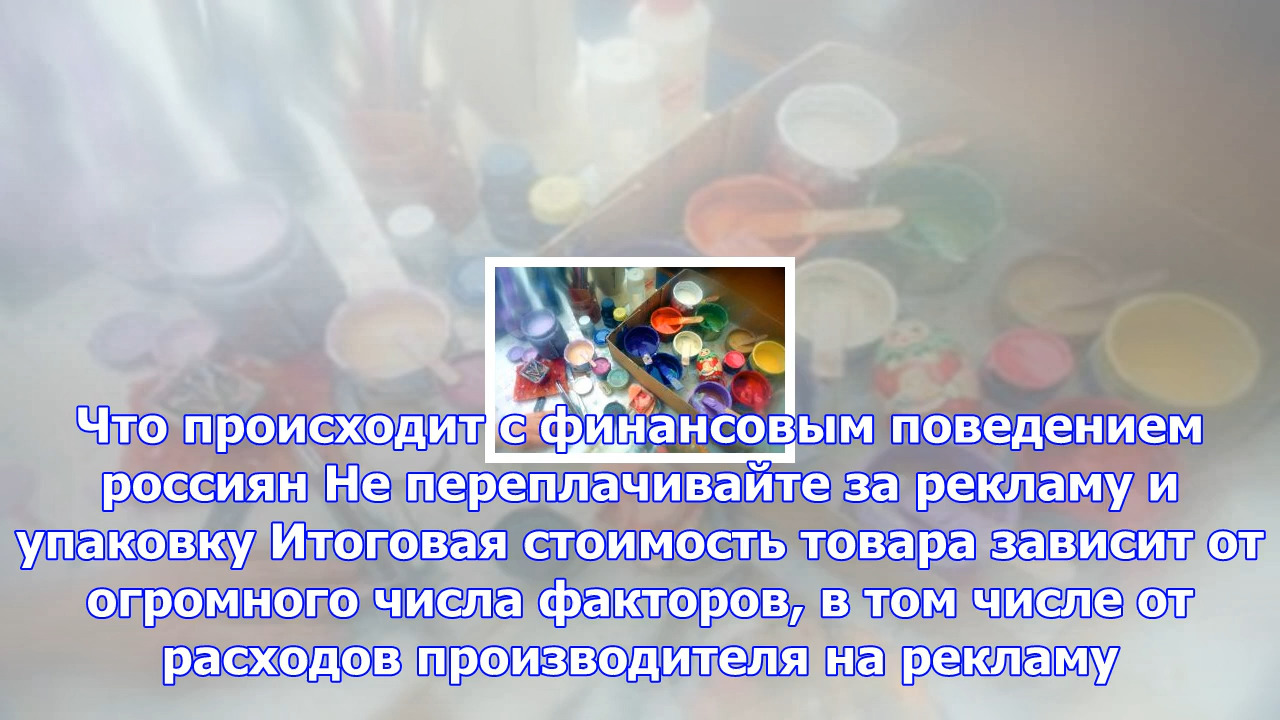 Что происходит с финансовым поведением
россиян Не переплачивайте за рекламу и
упаковку Итоговая стоимость товара зависит от
огромного числа факторов, в том числе от
расходов производителя на рекламу